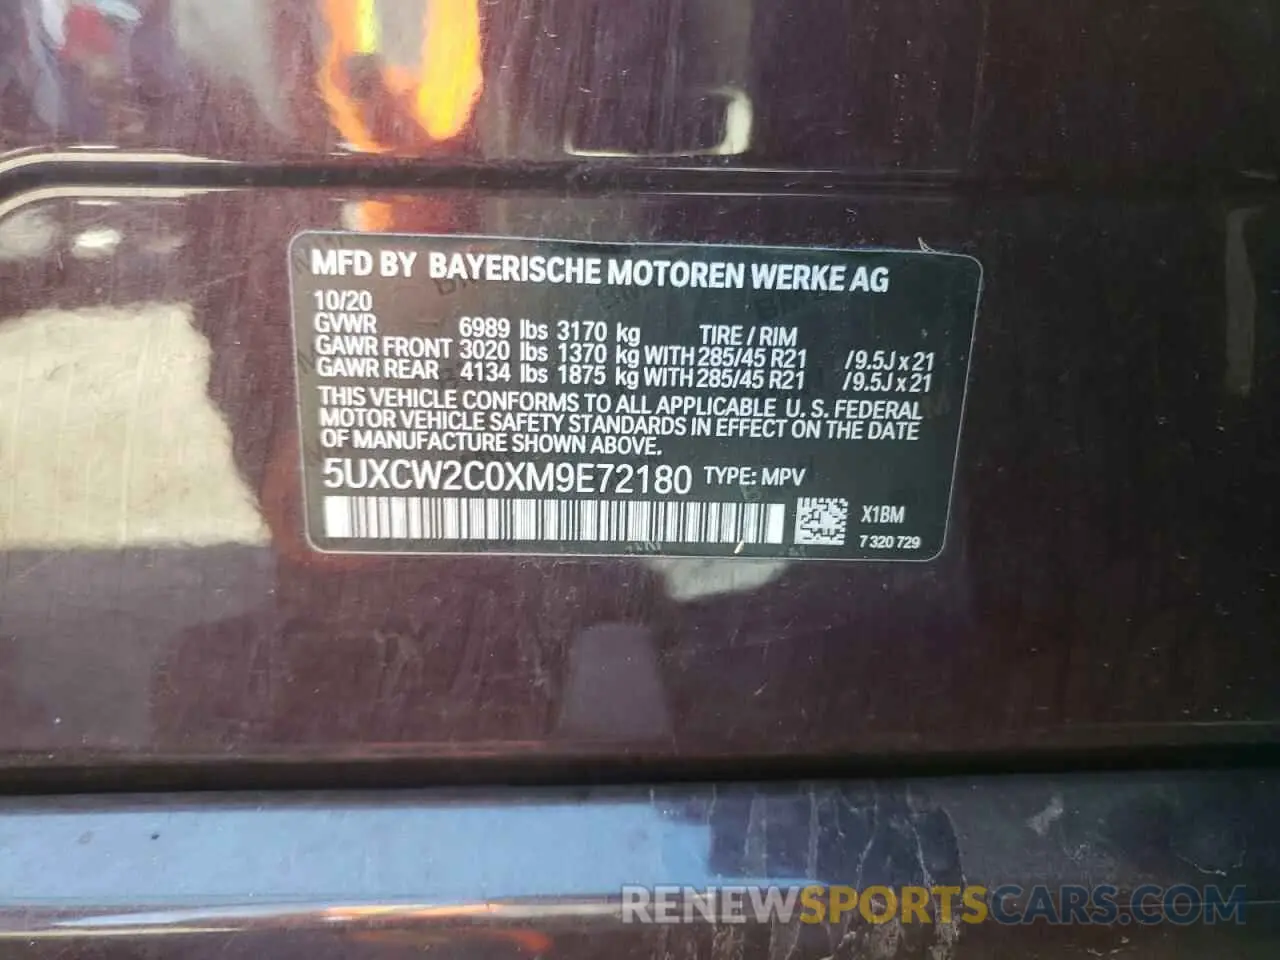 MFD BY BAYERISCHE MOTOREN WERKE AG
10/20
GVWR 6989 lbs 3170 kg TIRE / RIM
GAWR FRONT 3020 lbs 1370 kg WITH 285/45 R21 /9.5J x 21
GAWR REAR 4134 lbs 1875 kg WITH 285/45 R21 /9.5J x 21
THIS VEHICLE CONFORMS TO ALL APPLICABLE U. S. FEDERAL
MOTOR VEHICLE SAFETY STANDARDS IN EFFECT ON THE DATE
OF MANUFACTURE SHOWN ABOVE.
5UXCW2C0XM9E72180 TYPE: MPV
X1BM
7 320 729
RENEWSPORTSCARS.COM